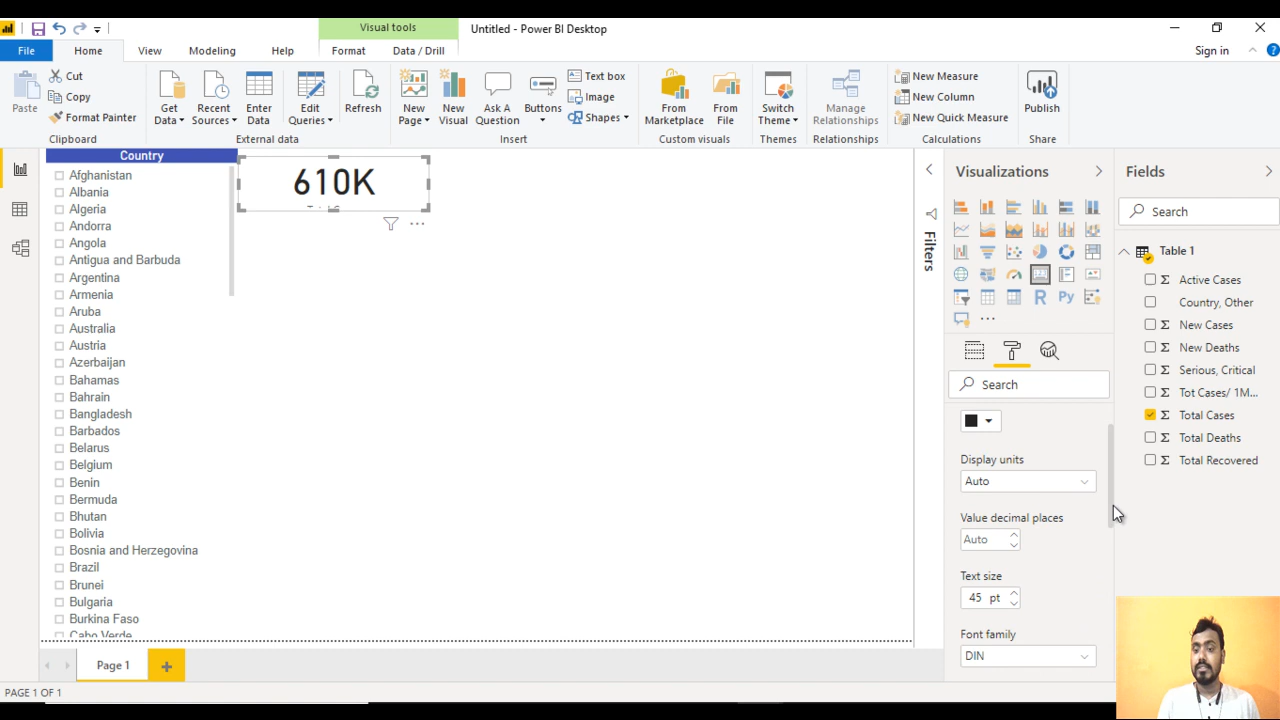 Visual tools
Untitled - Power BI Desktop
File Home View Modeling Help Format Data / Drill Sign in
Paste
Cut
Copy
Format Painter
Clipboard
Get Data
Recent Sources
Enter Data
Edit Queries
Refresh
External data
New Page
New Visual
Ask A Question
Buttons
Text box
Image
Shapes
Insert
From Marketplace
From File
Custom visuals
Switch Theme
Themes
Manage Relationships
Relationships
New Measure
New Column
New Quick Measure
Calculations
Publish
Share
Country
Afghanistan
Albania
Algeria
Andorra
Angola
Antigua and Barbuda
Argentina
Armenia
Aruba
Australia
Austria
Azerbaijan
Bahamas
Bahrain
Bangladesh
Barbados
Belarus
Belgium
Benin
Bermuda
Bhutan
Bolivia
Bosnia and Herzegovina
Brazil
Brunei
Bulgaria
Burkina Faso
Cabo Verde
610K
Filters
Visualizations
R
Py
Search
Display units
Auto
Value decimal places
Auto
Text size
45 pt
Font family
DIN
Fields
Search
Table 1
Σ Active Cases
Country, Other
Σ New Cases
Σ New Deaths
Σ Serious, Critical
Σ Tot Cases/ 1M...
Σ Total Cases
Σ Total Deaths
Σ Total Recovered
Page 1
PAGE 1 OF 1